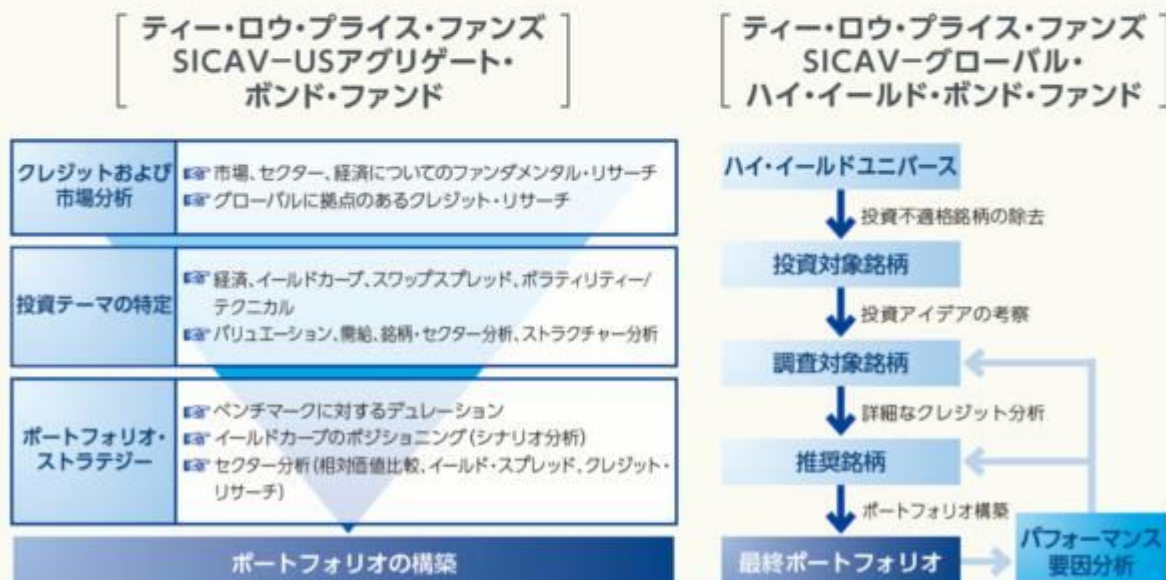 ティー・ロウ・プライス・ファンズ
SICAV−USアグリゲート・
ボンド・ファンド
クレジットおよび
市場分析
☞市場、セクター、経済についてのファンダメンタル・リサーチ
☞グローバルに拠点のあるクレジット・リサーチ
投資テーマの特定
☞経済、イールドカーブ、スワップスプレッド、ボラティリティー/
テクニカル
☞バリュエーション、需給、銘柄・セクター分析、ストラクチャー分析
ポートフォリオ・
ストラテジー
☞ベンチマークに対するデュレーション
☞イールドカーブのポジショニング(シナリオ分析)
☞セクター分析(相対価値比較、イールド・スプレッド、クレジット・
リサーチ)
ポートフォリオの構築
ティー・ロウ・プライス・ファンズ
SICAV−グローバル・
ハイ・イールド・ボンド・ファンド
ハイ・イールドユニバース
投資不適格銘柄の除去
投資対象銘柄
投資アイデアの考察
調査対象銘柄
詳細なクレジット分析
推奨銘柄
ポートフォリオ構築
最終ポートフォリオ
パフォーマンス
要因分析